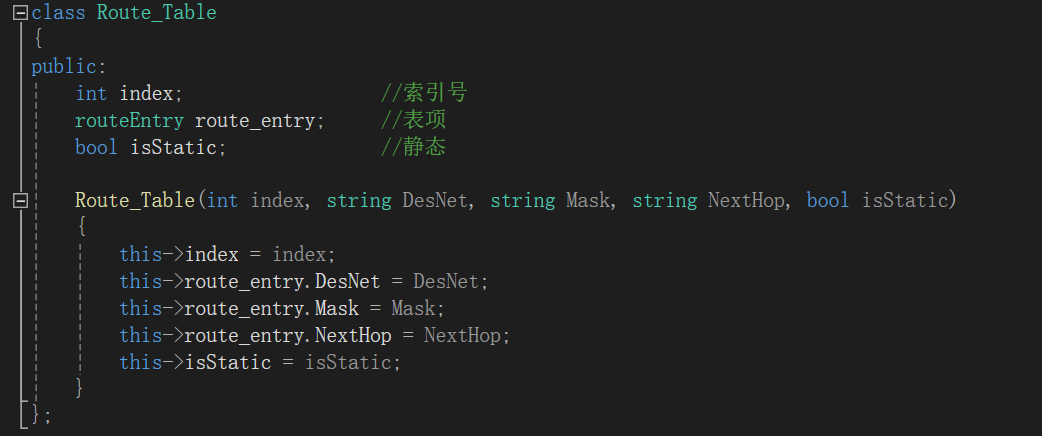 class Route_Table
{
public:
    int index;                  //索引号
    routeEntry route_entry;     //表项
    bool isStatic;              //静态
    Route_Table(int index, string DesNet, string Mask, string NextHop, bool isStatic)
    {
        this->index = index;
        this->route_entry.DesNet = DesNet;
        this->route_entry.Mask = Mask;
        this->route_entry.NextHop = NextHop;
        this->isStatic = isStatic;
    }
};